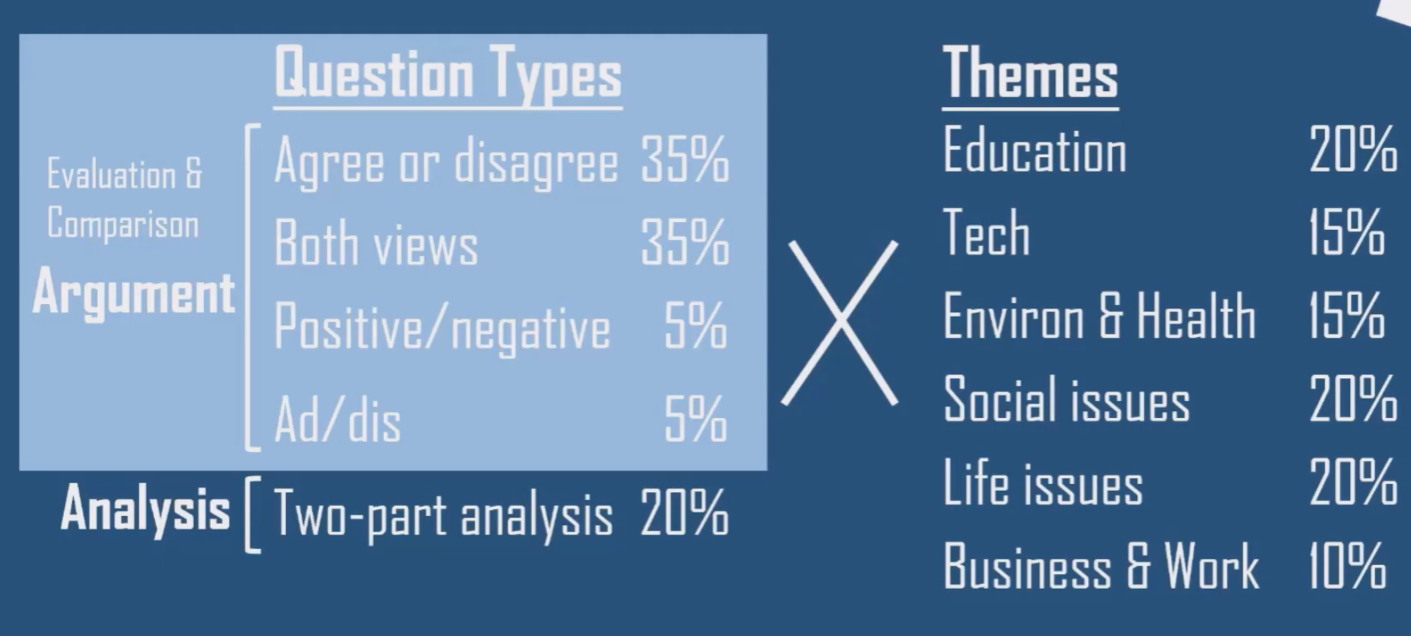 Question Types
Evaluation &
Comparison
Argument
Agree or disagree 35%
Both views 35%
Positive/negative 5%
Ad/dis 5%
Analysis
Two-part analysis 20%
Themes
Education 20%
Tech 15%
Environ & Health 15%
Social issues 20%
Life issues 20%
Business & Work 10%